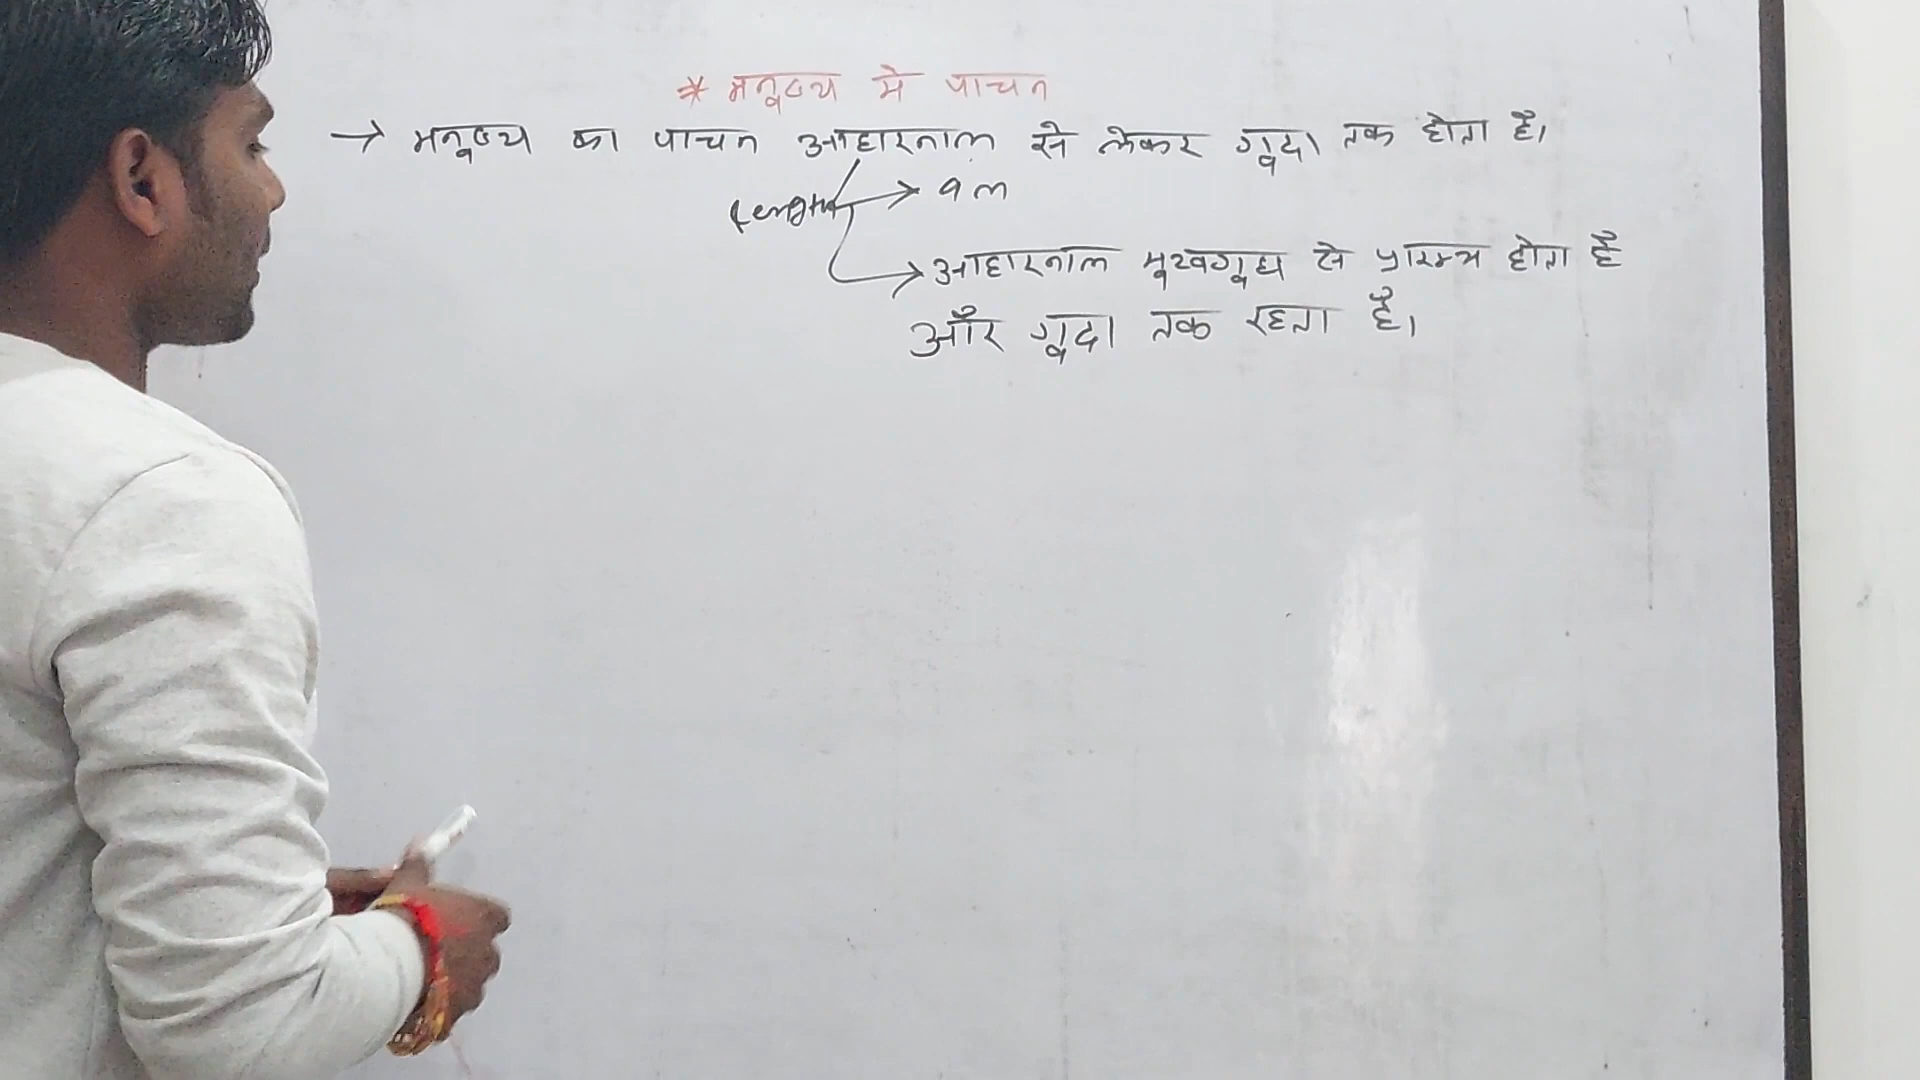 * मनुष्य मे पाचन
→ मनुष्य का पाचन आहारनाल से लेकर गुदा तक होता है।
Length → 9 m
→ आहारनाल मुखगुहा से प्रारम्भ होता है
और गुदा तक रहता है।